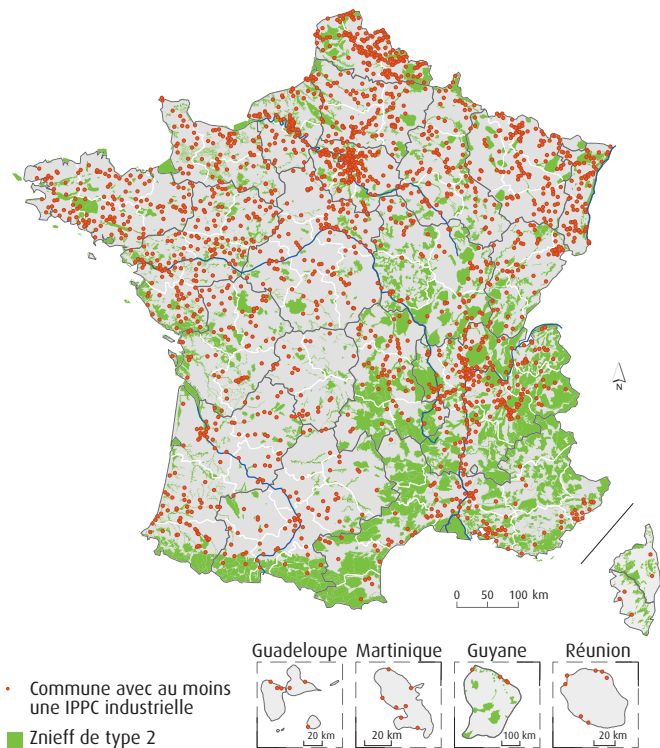 N
0 50 100 km
Guadeloupe Martinique Guyane Réunion
20 km 20 km 100 km 20 km
Commune avec au moins
une IPPC industrielle
Znieff de type 2